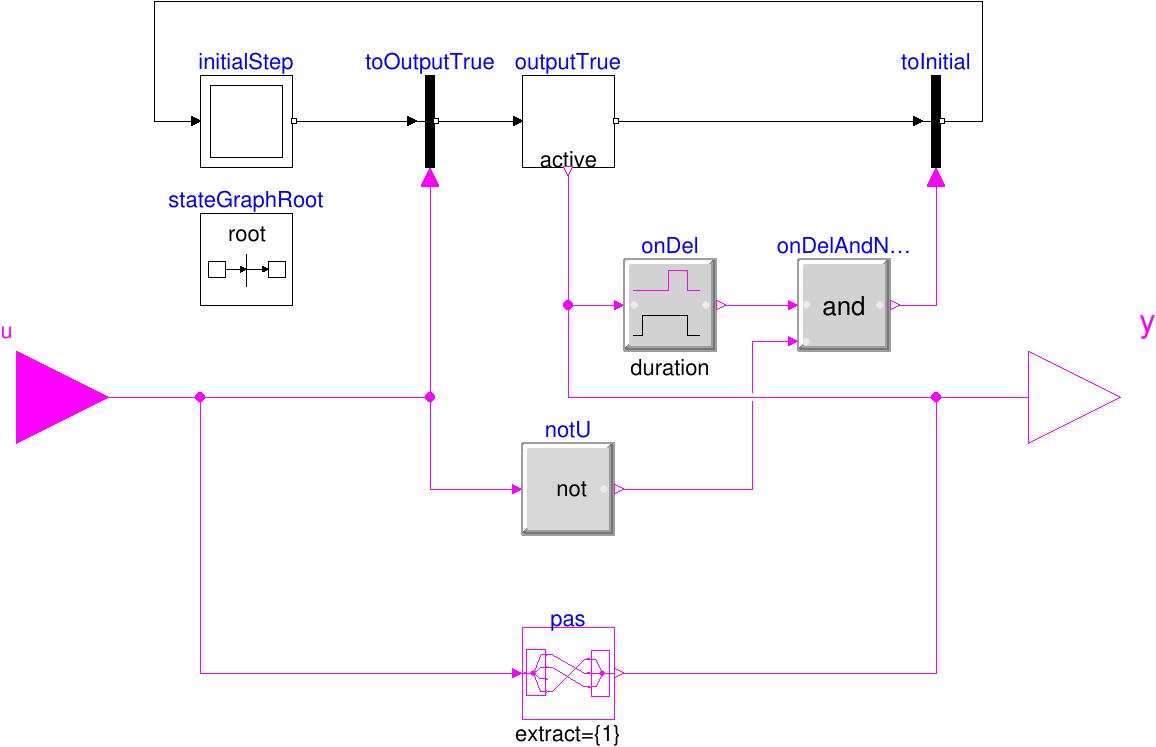 initialStep
toOutputTrue
outputTrue
toInitial
active
stateGraphRoot
root
onDel
onDelAndN...
and
duration
u
y
notU
not
pas
extract={1}